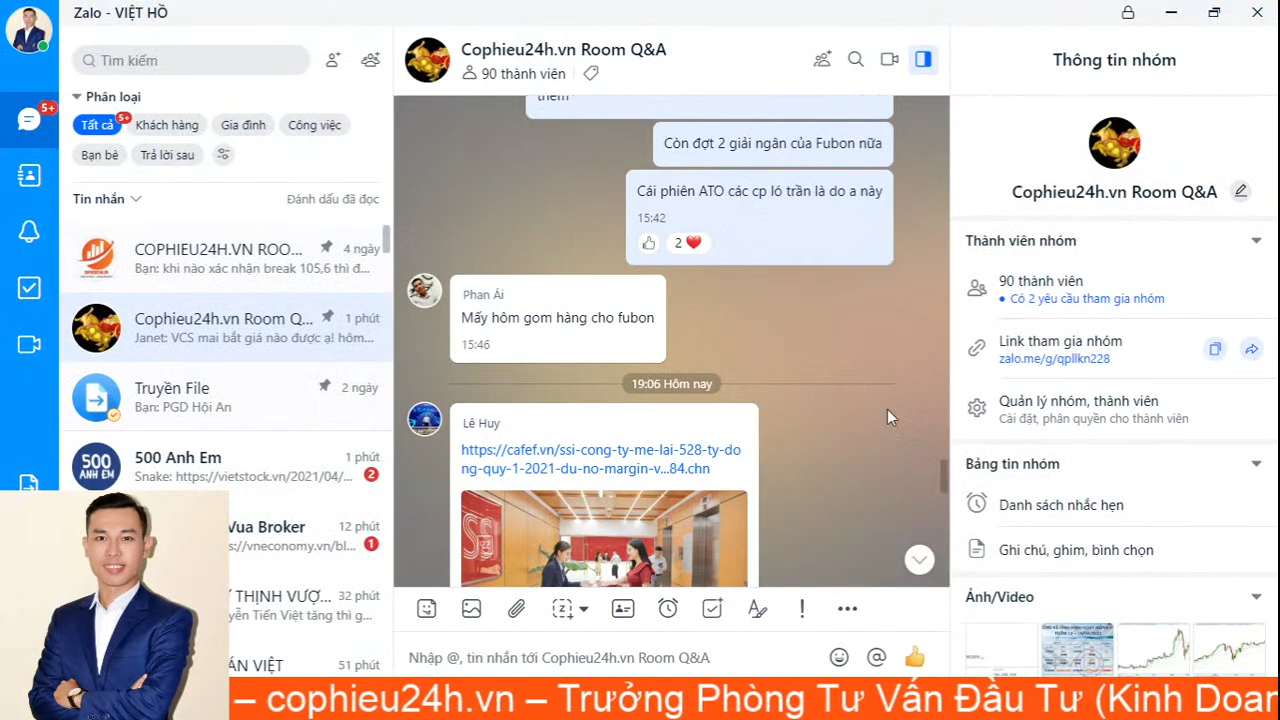 Zalo - VIỆT HỒ
Tìm kiếm
Phân loại
Tất cả
5+
Khách hàng
Gia đình
Công việc
Bạn bè
Trả lời sau
Tin nhắn
Đánh dấu đã đọc
5+
COPHIEU24H.VN ROO...
4 ngày
Bạn: khi nào xác nhận break 105,6 thì đ...
Cophieu24h.vn Room Q...
1 phút
Janet: VCS mai bắt giá nào được ạ! hôm...
Truyền File
2 ngày
Bạn: PGD Hội An
500 ANH EM
500 Anh Em
1 phút
Snake: https://vietstock.vn/2021/04/...
2
Vua Broker
12 phút
s://vneconomy.vn/bl...
1
THỊNH VƯỢ...
32 phút
yễn Tiến Việt tăng thì g...
ÁN VIỆT
51 phút
Cophieu24h.vn Room Q&A
90 thành viên
thêm
Còn đợt 2 giải ngân của Fubon nữa
Cái phiên ATO các cp ló trần là do a này
15:42
2
Phan Ái
Mấy hôm gom hàng cho fubon
15:46
19:06 Hôm nay
Lê Huy
https://cafef.vn/ssi-cong-ty-me-lai-528-ty-do
ng-quy-1-2021-du-no-margin-v...84.chn
Nhập @, tin nhắn tới Cophieu24h.vn Room Q&A
Thông tin nhóm
Cophieu24h.vn Room Q&A
Thành viên nhóm
90 thành viên
Có 2 yêu cầu tham gia nhóm
Link tham gia nhóm
zalo.me/g/qpllkn228
Quản lý nhóm, thành viên
Cài đặt, phân quyền cho thành viên
Bảng tin nhóm
Danh sách nhắc hẹn
Ghi chú, ghim, bình chọn
Ảnh/Video
– cophieu24h.vn – Trưởng Phòng Tư Vấn Đầu Tư (Kinh Doan